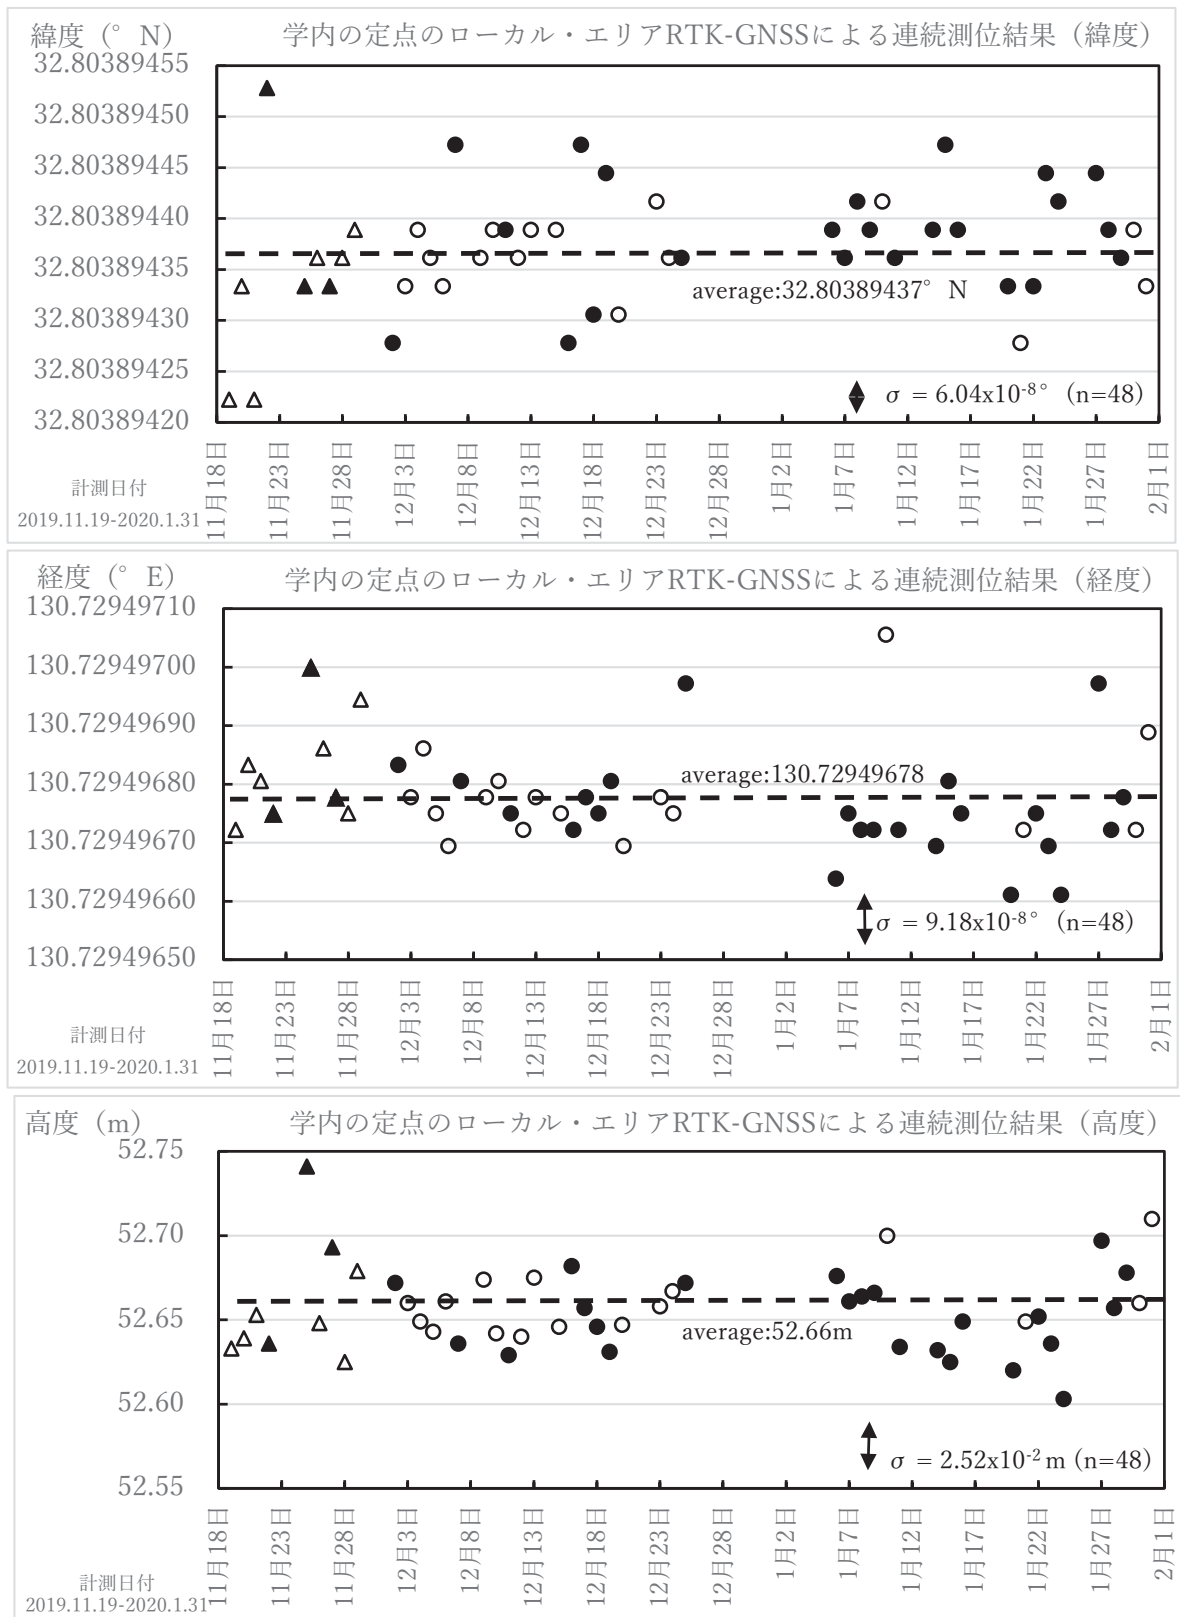 緯度（°N）
学内の定点のローカル・エリアRTK-GNSSによる連続測位結果（緯度）
32.80389455
32.80389450
32.80389445
32.80389440
32.80389435
32.80389430
32.80389425
32.80389420
average:32.80389437°N
σ = 6.04x10-8° (n=48)
11月18日
11月23日
11月28日
12月3日
12月8日
12月13日
12月18日
12月23日
12月28日
1月2日
1月7日
1月12日
1月17日
1月22日
1月27日
2月1日
計測日付
2019.11.19-2020.1.31
経度（°E）
学内の定点のローカル・エリアRTK-GNSSによる連続測位結果（経度）
130.72949710
130.72949700
130.72949690
130.72949680
130.72949670
130.72949660
130.72949650
average:130.72949678
σ = 9.18x10-8° (n=48)
11月18日
11月23日
11月28日
12月3日
12月8日
12月13日
12月18日
12月23日
12月28日
1月2日
1月7日
1月12日
1月17日
1月22日
1月27日
2月1日
計測日付
2019.11.19-2020.1.31
高度（m）
学内の定点のローカル・エリアRTK-GNSSによる連続測位結果（高度）
52.75
52.70
52.65
52.60
52.55
average:52.66m
σ = 2.52x10-2 m (n=48)
11月18日
11月23日
11月28日
12月3日
12月8日
12月13日
12月18日
12月23日
12月28日
1月2日
1月7日
1月12日
1月17日
1月22日
1月27日
2月1日
計測日付
2019.11.19-2020.1.31